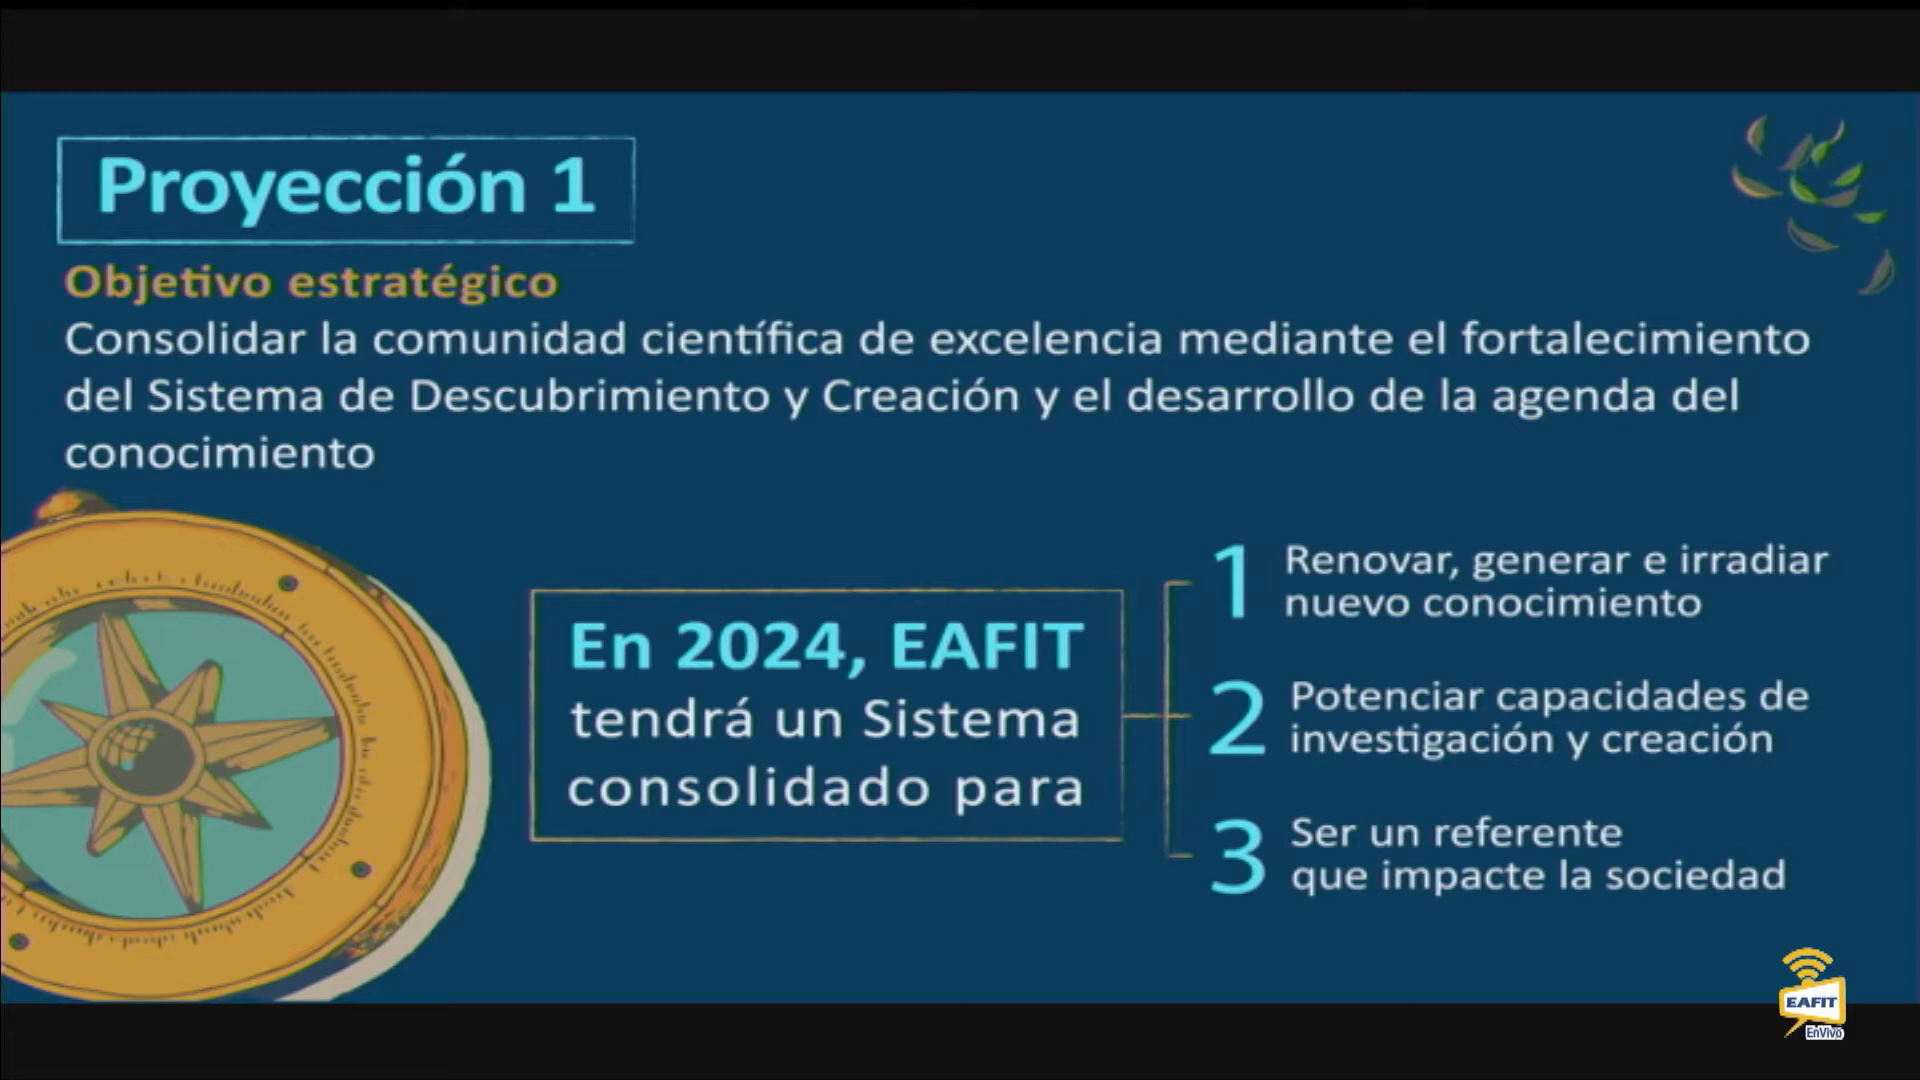 Proyección 1
Objetivo estratégico
Consolidar la comunidad científica de excelencia mediante el fortalecimiento
del Sistema de Descubrimiento y Creación y el desarrollo de la agenda del
conocimiento
En 2024, EAFIT
tendrá un Sistema
consolidado para
1 Renovar, generar e irradiar
nuevo conocimiento
2 Potenciar capacidades de
investigación y creación
3 Ser un referente
que impacte la sociedad
EAFIT
EnVivo